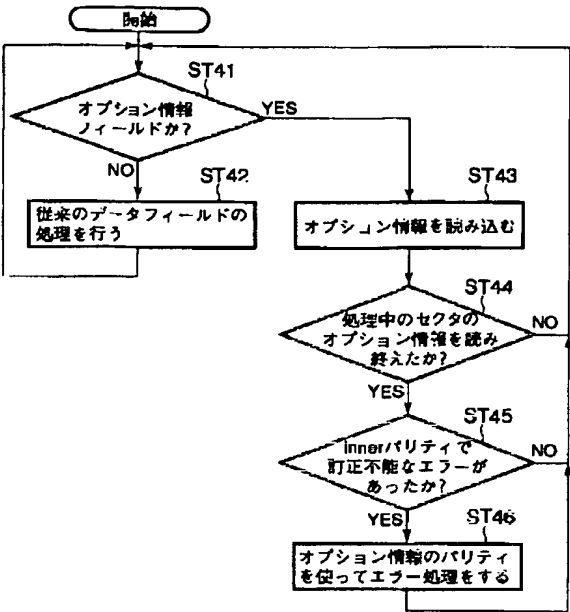 開始
ST41
オプション情報
フィールドか?
YES
NO
ST42
従来のデータフィールドの
処理を行う
ST43
オプション情報を読み込む
ST44
処理中のセクタの
オプション情報を読み
終えたか?
NO
YES
ST45
innerパリティで
訂正不能なエラーが
あったか?
NO
YES
ST46
オプション情報のパリティ
を使ってエラー処理をする